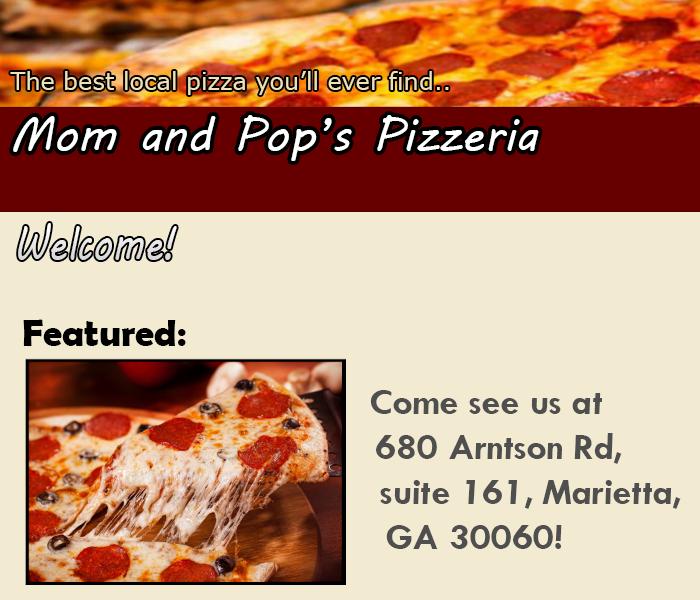 The best local pizza you'll ever find..
Mom and Pop's Pizzeria
Welcome!
Featured:
Come see us at
680 Arntson Rd,
suite 161, Marietta,
GA 30060!